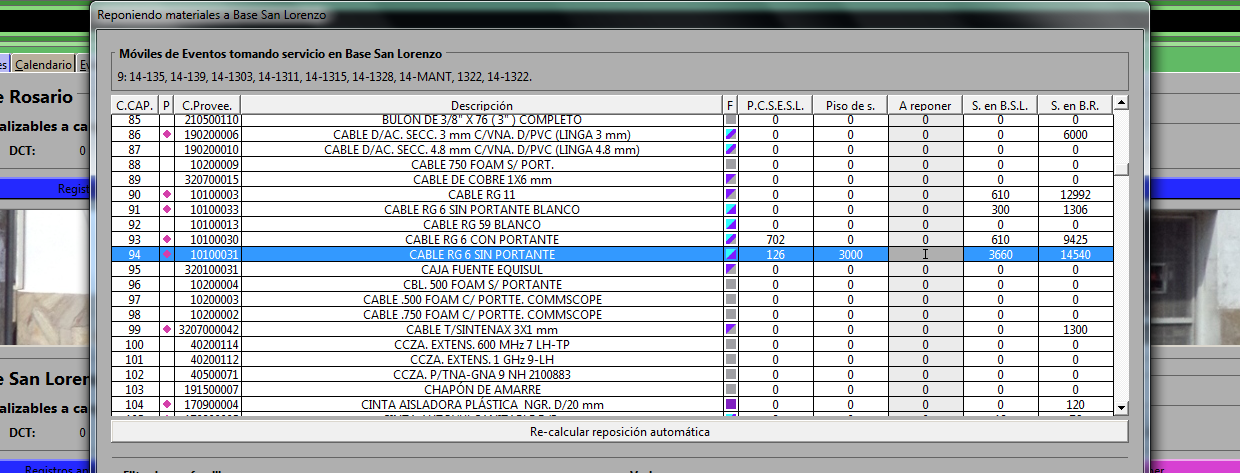 Reponiendo materiales a Base San Lorenzo
es Calendario
Móviles de Eventos tomando servicio en Base San Lorenzo
9: 14-135, 14-139, 14-1303, 14-1311, 14-1315, 14-1328, 14-MANT, 1322, 14-1322.
e Rosario
alizables a ca
DCT: 0
Registr
C.CAP. P C.Provee. Descripción F P.C.S.E.S.L. Piso de s. A reponer S. en B.S.L. S. en B.R.
85 210500110 BULON DE 3/8" X 76 ( 3" ) COMPLETO 0 0 0 0 0
86 190200006 CABLE D/AC. SECC. 3 mm C/VNA. D/PVC (LINGA 3 mm) 0 0 0 0 6000
87 190200010 CABLE D/AC. SECC. 4.8 mm C/VNA. D/PVC (LINGA 4.8 mm) 0 0 0 0 0
88 10200009 CABLE 750 FOAM S/ PORT. 0 0 0 0 0
89 320700015 CABLE DE COBRE 1X6 mm 0 0 0 0 0
90 10100003 CABLE RG 11 0 0 0 610 12992
91 10100033 CABLE RG 6 SIN PORTANTE BLANCO 0 0 0 300 1306
92 10100013 CABLE RG 59 BLANCO 0 0 0 0 0
93 10100030 CABLE RG 6 CON PORTANTE 702 0 0 610 9425
94 10100031 CABLE RG 6 SIN PORTANTE 126 3000 3660 14540
95 320100031 CAJA FUENTE EQUISUL 0 0 0 0 0
96 10200004 CBL. 500 FOAM S/ PORTANTE 0 0 0 0 0
97 10200003 CABLE .500 FOAM C/ PORTTE. COMMSCOPE 0 0 0 0 0
98 10200002 CABLE .750 FOAM C/ PORTTE. COMMSCOPE 0 0 0 0 0
99 3207000042 CABLE T/SINTENAX 3X1 mm 0 0 0 0 1300
100 40200114 CCZA. EXTENS. 600 MHz 7 LH-TP 0 0 0 0 0
101 40200112 CCZA. EXTENS. 1 GHz 9-LH 0 0 0 0 0
102 40500071 CCZA. P/TNA-GNA 9 NH 2100883 0 0 0 0 0
103 191500007 CHAPÓN DE AMARRE 0 0 0 0 0
104 170900004 CINTA AISLADORA PLÁSTICA NGR. D/20 mm 0 0 0 0 120
e San Loren
alizables a ca
DCT: 0
Registros an
Re-calcular reposición automática